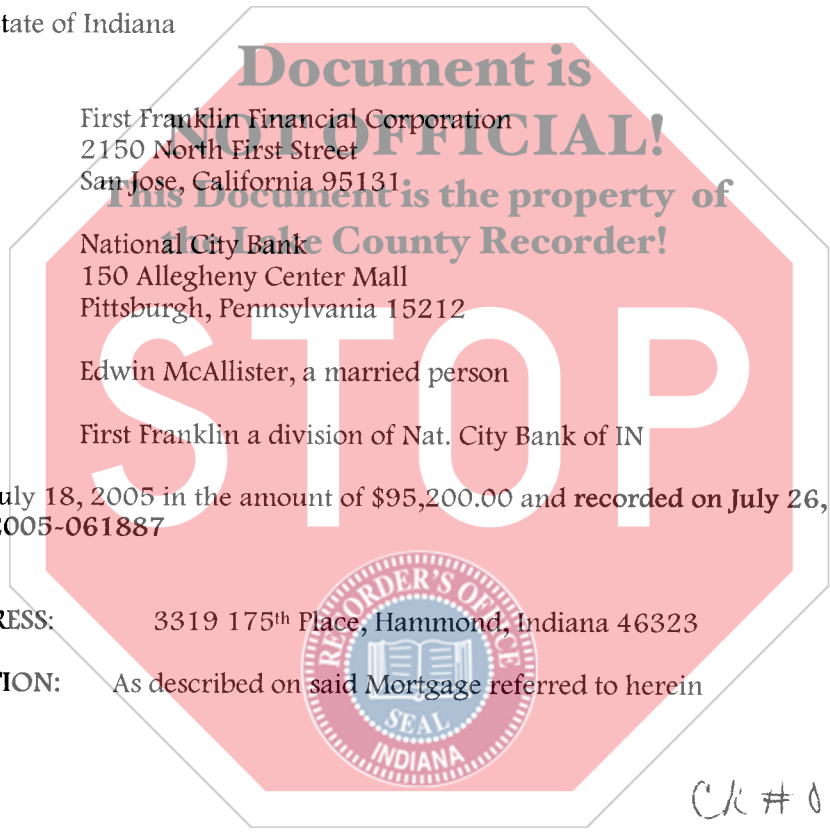 tate of Indiana
Document is
NOT OFFICIAL!
First Franklin Financial Corporation
2150 North First Street
San Jose, California 95131
This Document is the property of
the Lake County Recorder!
National City Bank
150 Allegheny Center Mall
Pittsburgh, Pennsylvania 15212
STOP
Edwin McAllister, a married person
First Franklin a division of Nat. City Bank of IN
uly 18, 2005 in the amount of $95,200.00 and recorded on July 26,
2005-061887
RESS: 3319 175th Place, Hammond, Indiana 46323
TION: As described on said Mortgage referred to herein
RECORDER'S OFFICE
SEAL
INDIANA
#